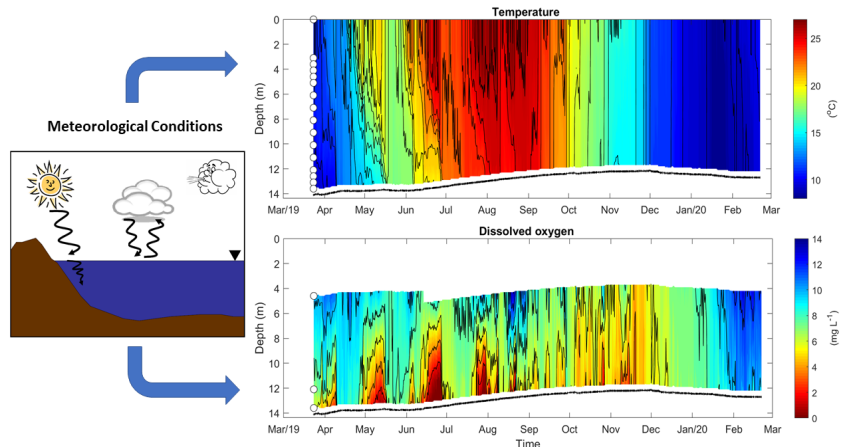 Temperature
0
2
4
6
8
10
12
14
Depth (m)
Mar/19 Apr May Jun Jul Aug Sep Oct Nov Dec Jan/20 Feb Mar
25
20
15
10
(°C)
Meteorological Conditions
Dissolved oxygen
0
2
4
6
8
10
12
14
Depth (m)
Mar/19 Apr May Jun Jul Aug Sep Oct Nov Dec Jan/20 Feb Mar
Time
14
12
10
8
6
4
2
0
(mg L⁻¹)